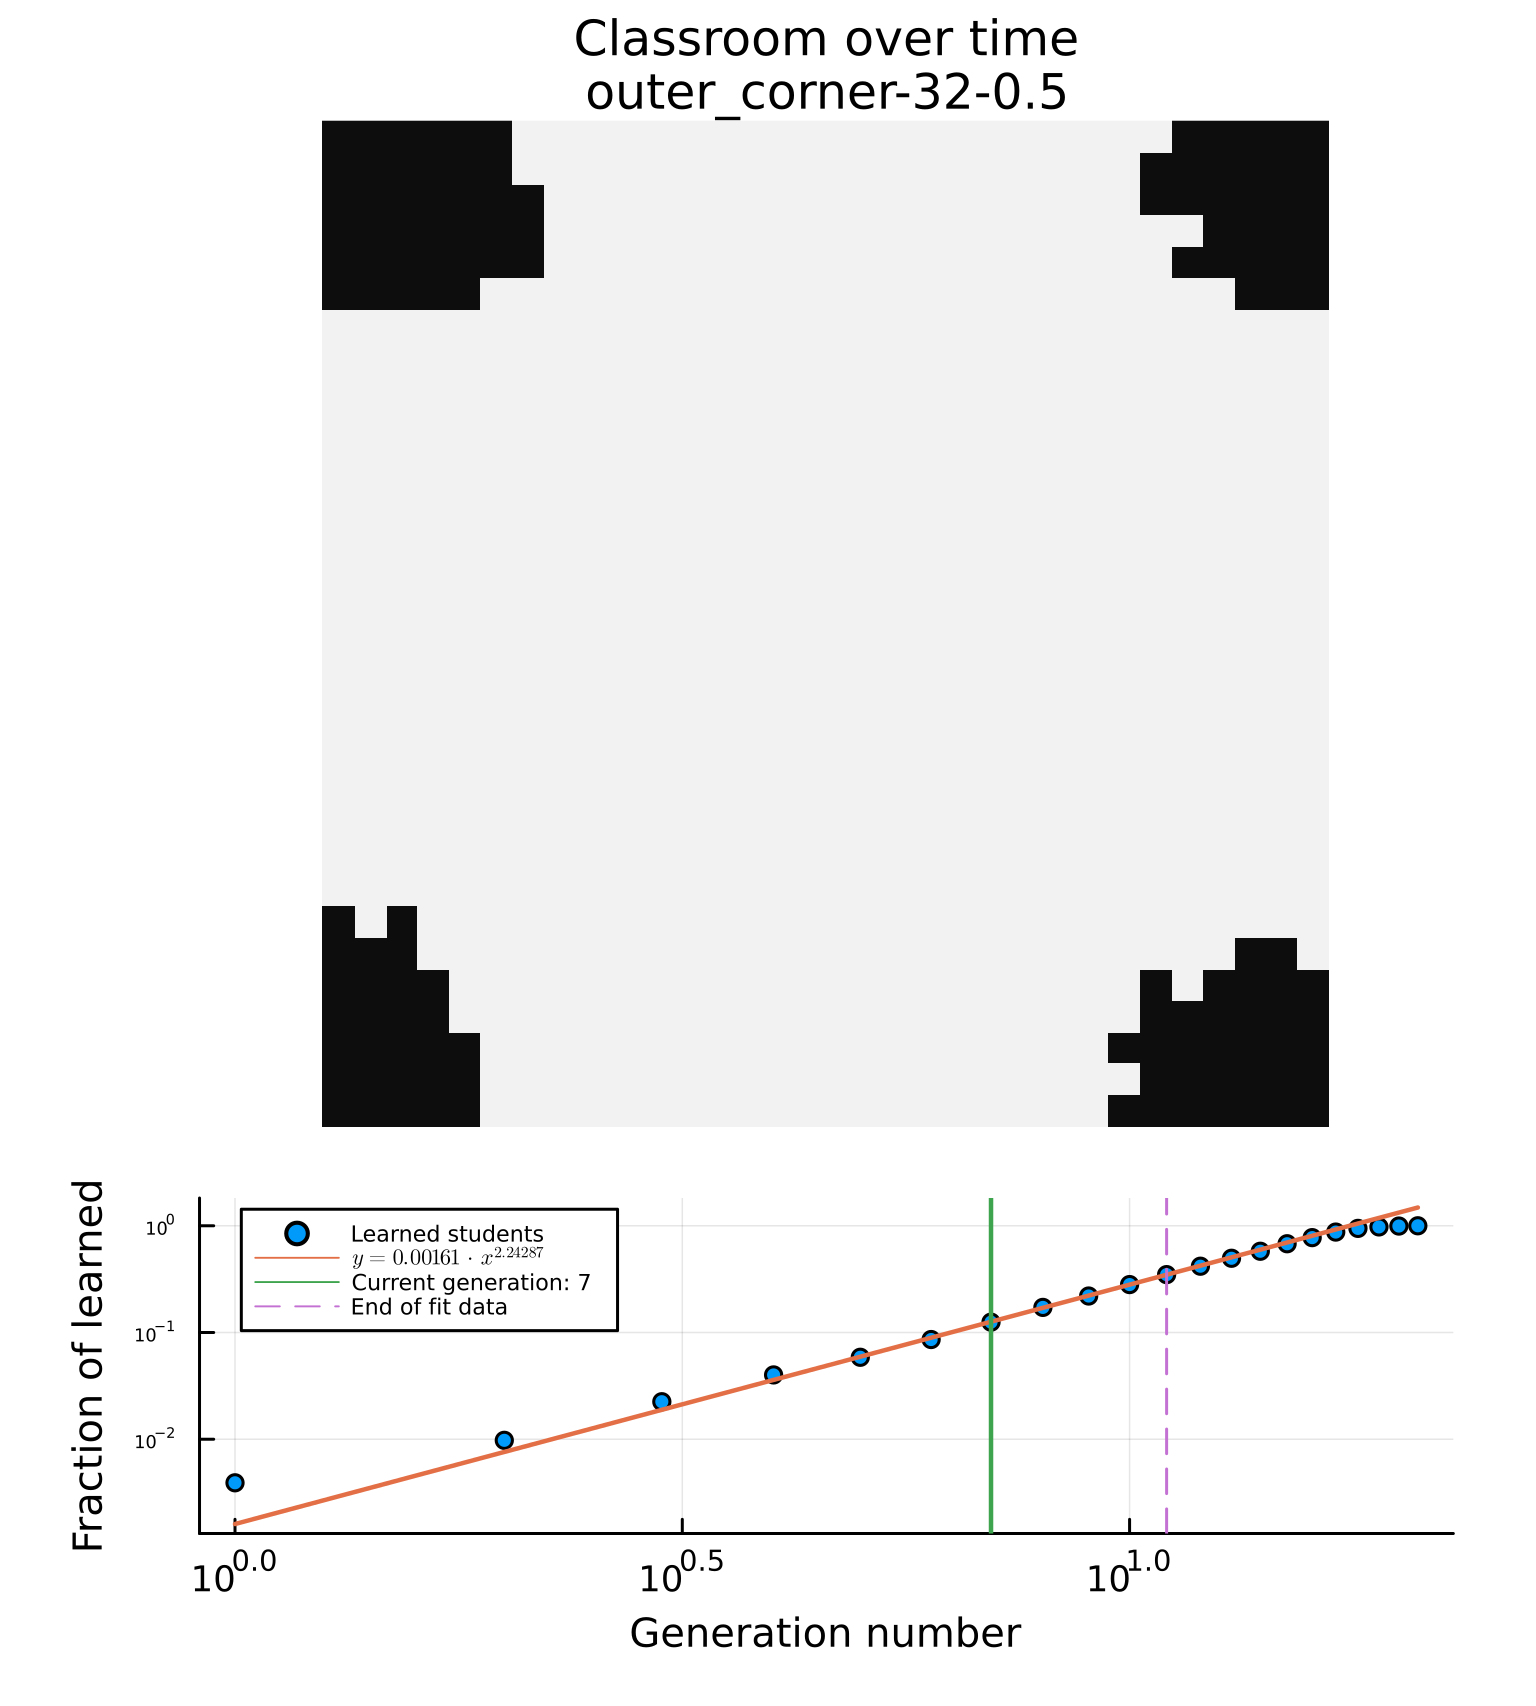 Classroom over time
outer_corner-32-0.5
Fraction of learned
10^0
10^-1
10^-2
Learned students
y = 0.00161 · x^2.24287
Current generation: 7
End of fit data
10^0.0
10^0.5
10^1.0
Generation number